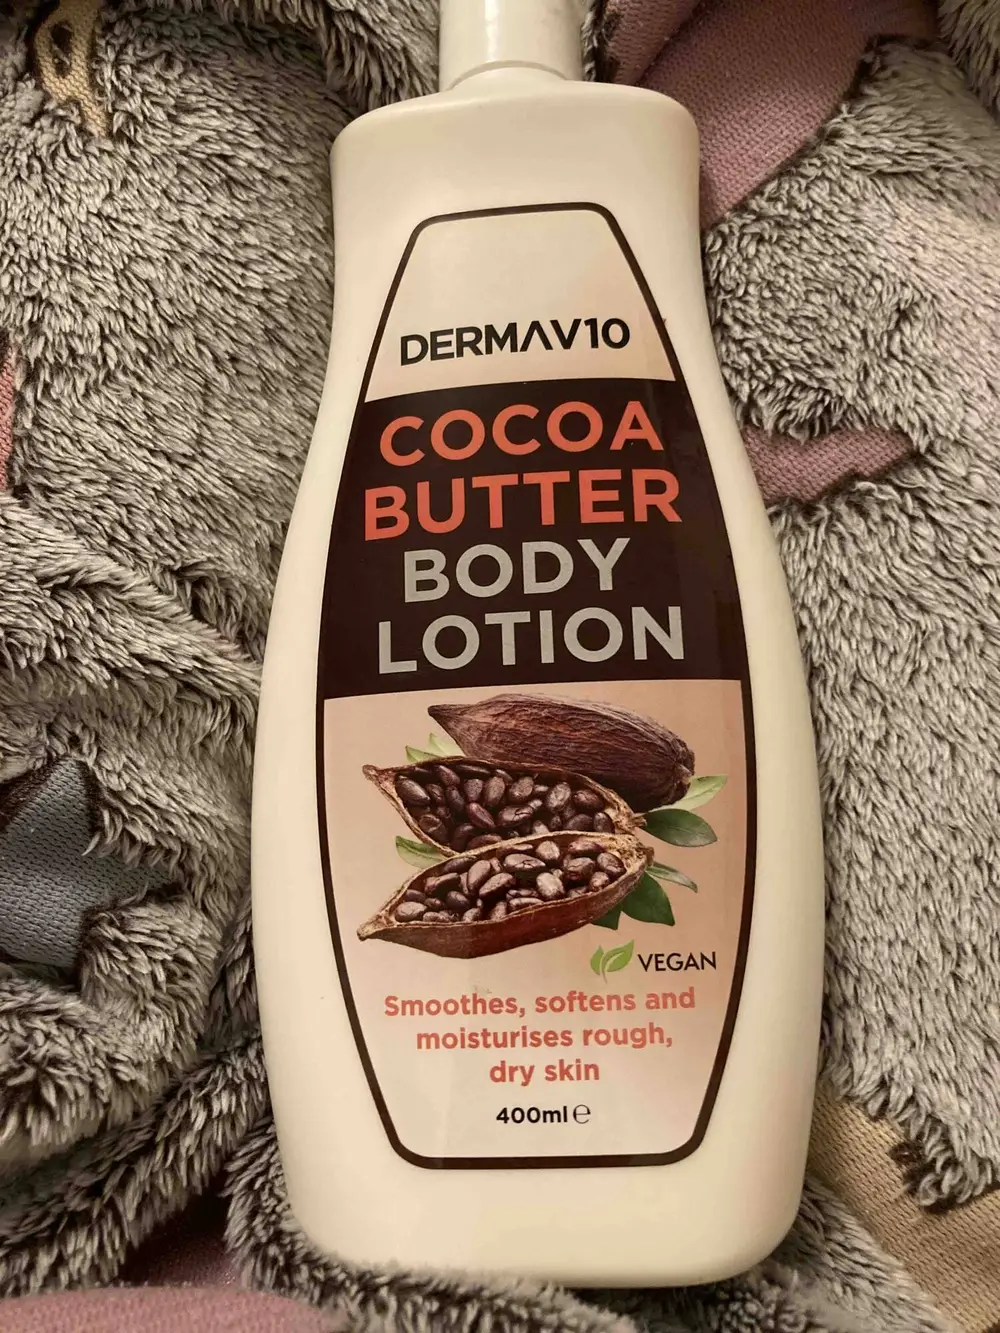 DERMAV10
COCOA
BUTTER
BODY
LOTION
VEGAN
Smoothes, softens and
moisturises rough,
dry skin
400ml ℮